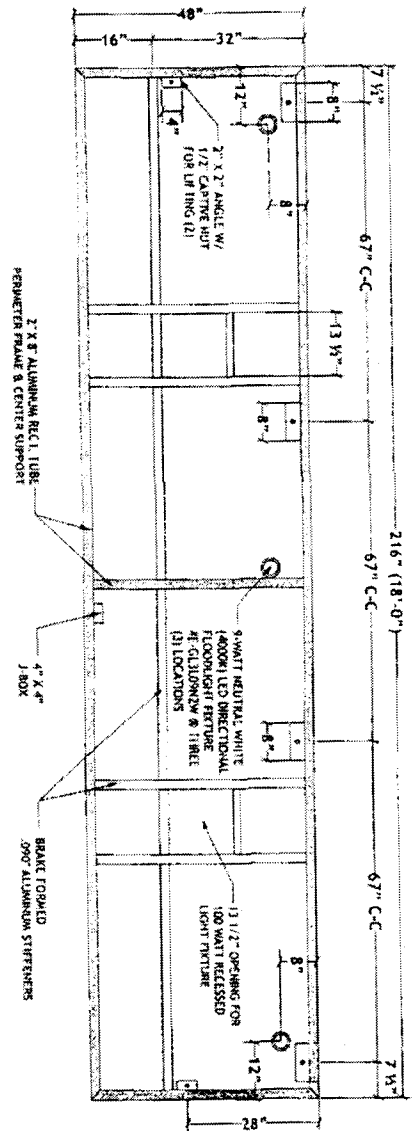 48"
16"
32"
7 ½"
8"
12"
4"
2" X 2" ANGLE W/
1/2" CAPTIVE NUT
FOR LIFTING (2)
8"
67" C-C
13 ½"
2" X 8" ALUMINUM RECT. TUBE
PERIMETER FRAME & CENTER SUPPORT
8"
216" (18'-0")
67" C-C
9-WATT NEUTRAL WHITE
(4000K) LED DIRECTIONAL
FLOODLIGHT FIXTURE
@ THREE
(3) LOCATIONS
4" X 4"
J-BOX
8"
BRAKE FORMED
.090" ALUMINUM STIFFENERS
67" C-C
13 1/2" OPENING FOR
100 WATT RECESSED
LIGHT FIXTURE
8"
12"
7 ½"
28"